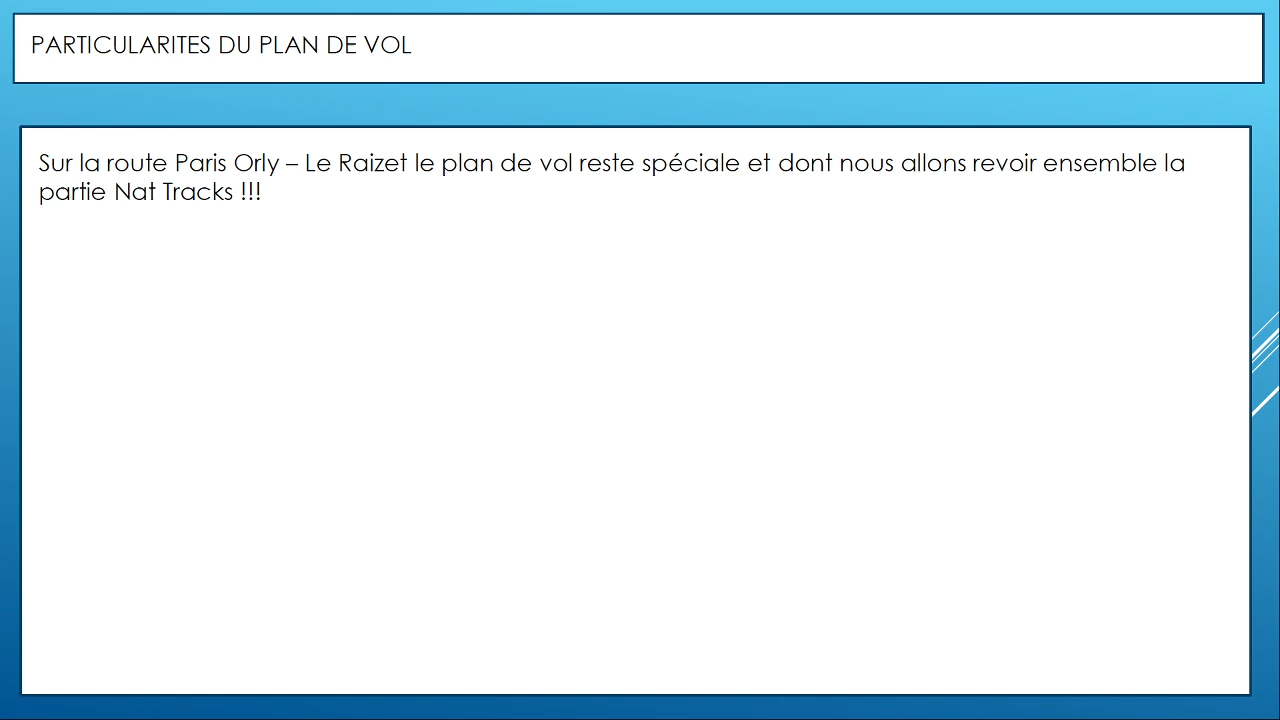 PARTICULARITES DU PLAN DE VOL
Sur la route Paris Orly – Le Raizet le plan de vol reste spéciale et dont nous allons revoir ensemble la
partie Nat Tracks !!!